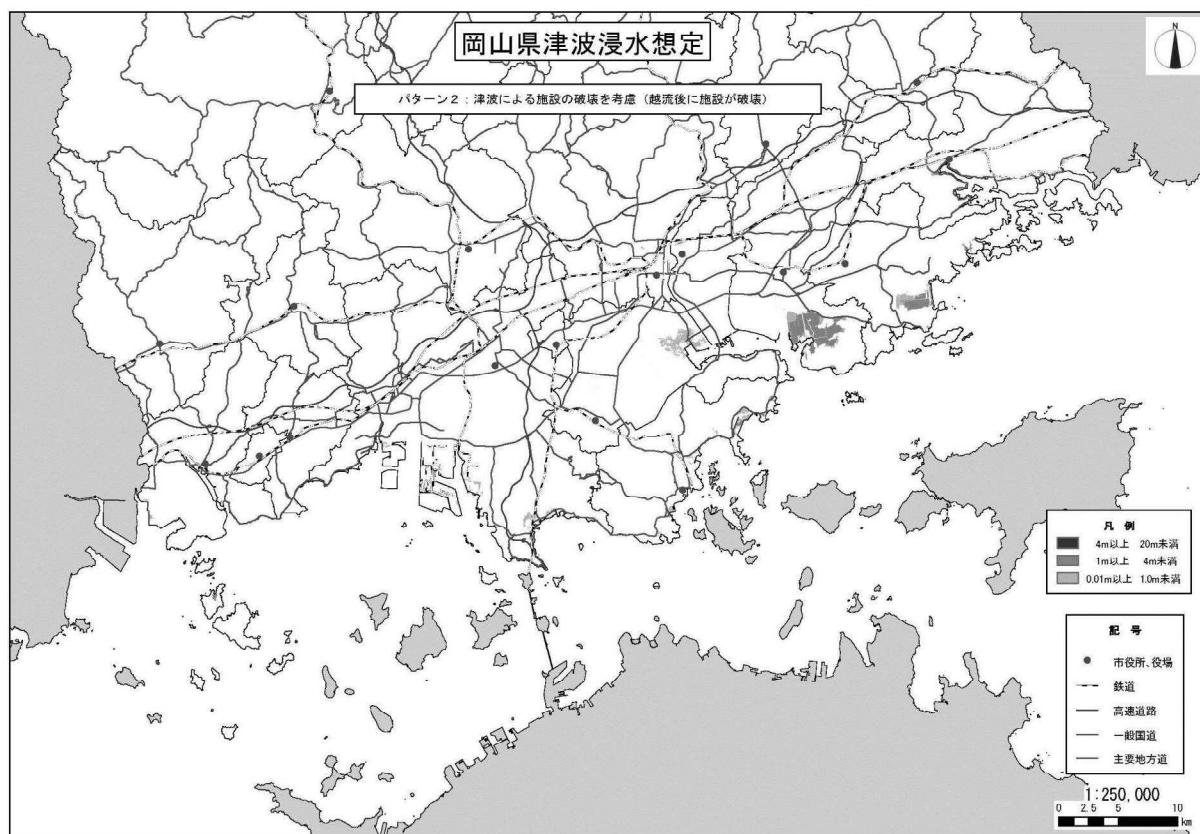 岡山県津波浸水想定
N
パターン2：津波による施設の破壊を考慮（越流後に施設が破壊）
凡 例
4m以上 20m未満
1m以上 4m未満
0.01m以上 1.0m未満
記 号
市役所、役場
鉄道
高速道路
一般国道
主要地方道
1:250,000
0 2.5 5 10
km